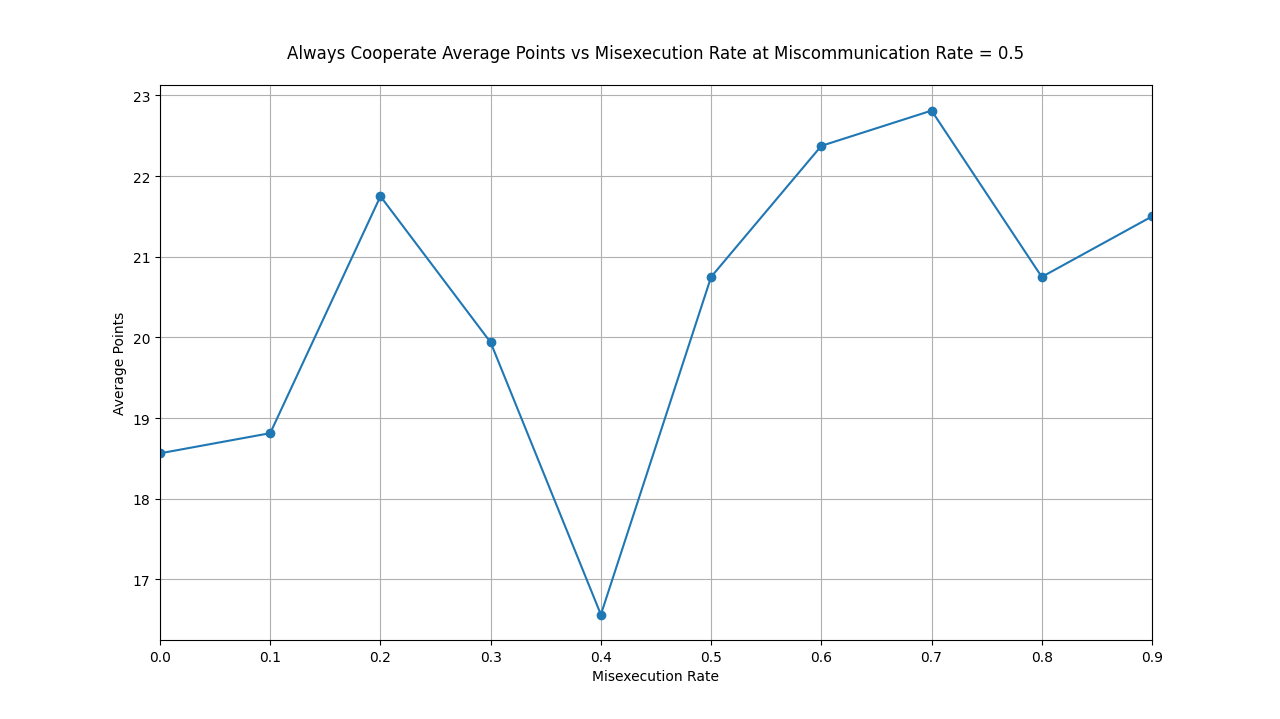 Always Cooperate Average Points vs Misexecution Rate at Miscommunication Rate = 0.5
23
22
21
20
19
18
17
Average Points
0.0 0.1 0.2 0.3 0.4 0.5 0.6 0.7 0.8 0.9
Misexecution Rate